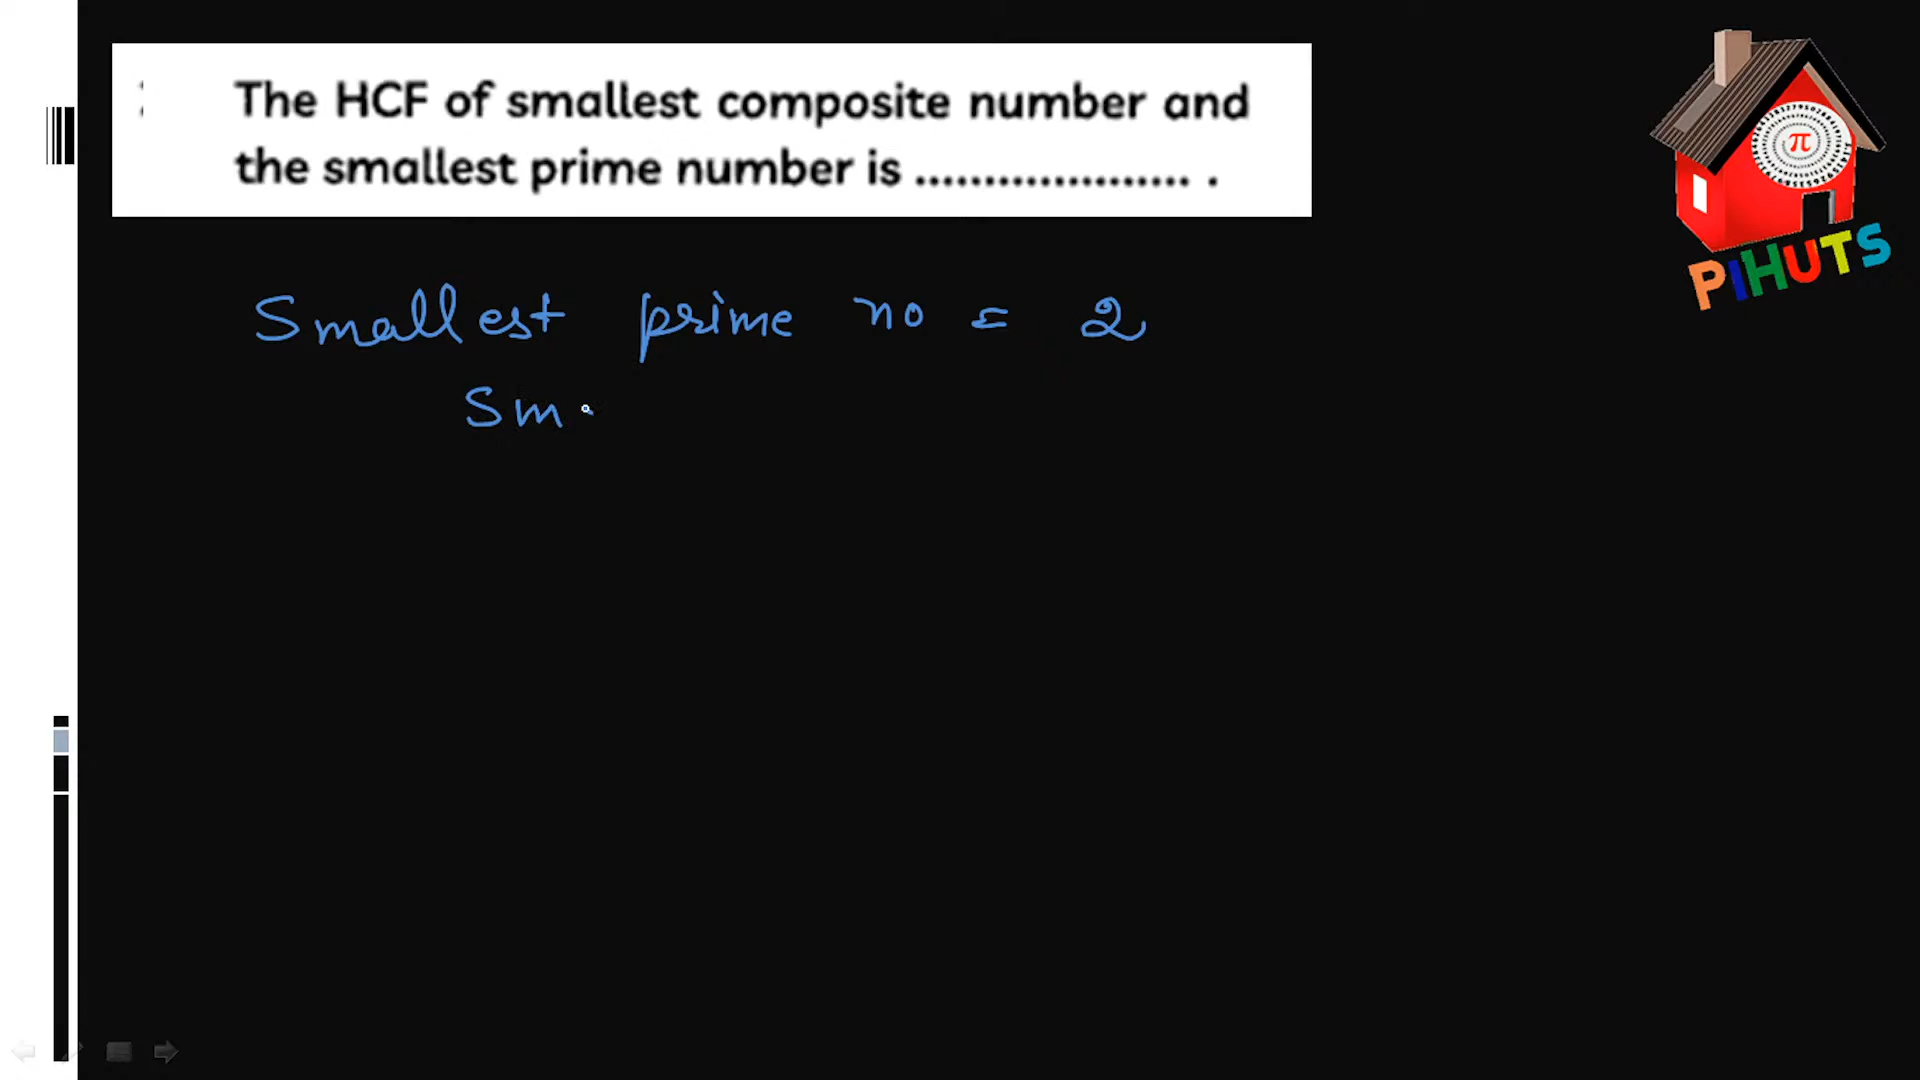 The HCF of smallest composite number and
the smallest prime number is .................... .
Smallest prime no = 2
Sm
π
PIHUTS